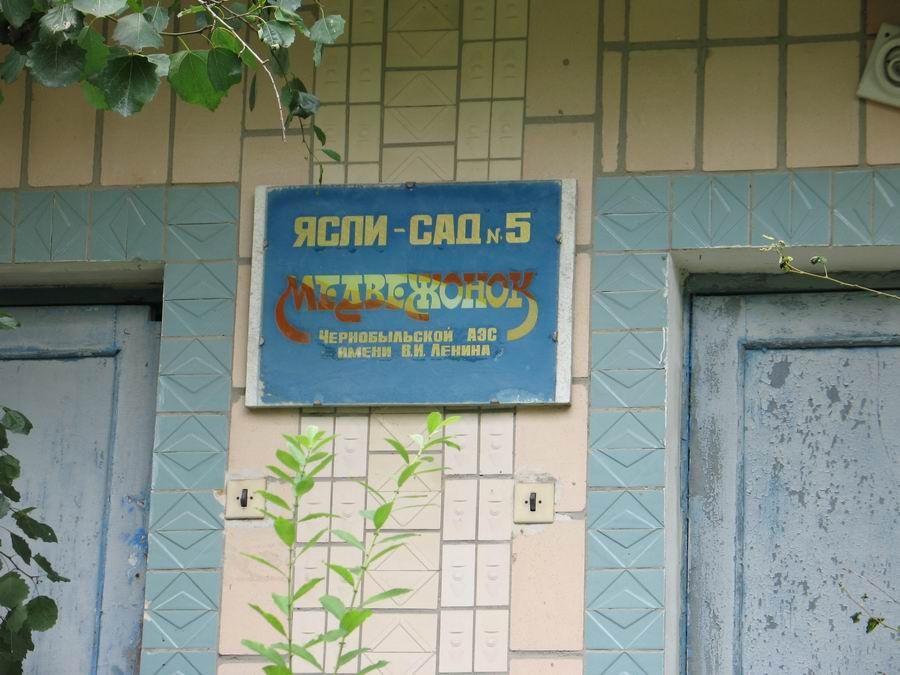 ЯСЛИ - САД №5
МЕДВЕЖОНОК
ЧЕРНОБЫЛЬСКОЙ АЭС
ИМЕНИ В.И. ЛЕНИНА